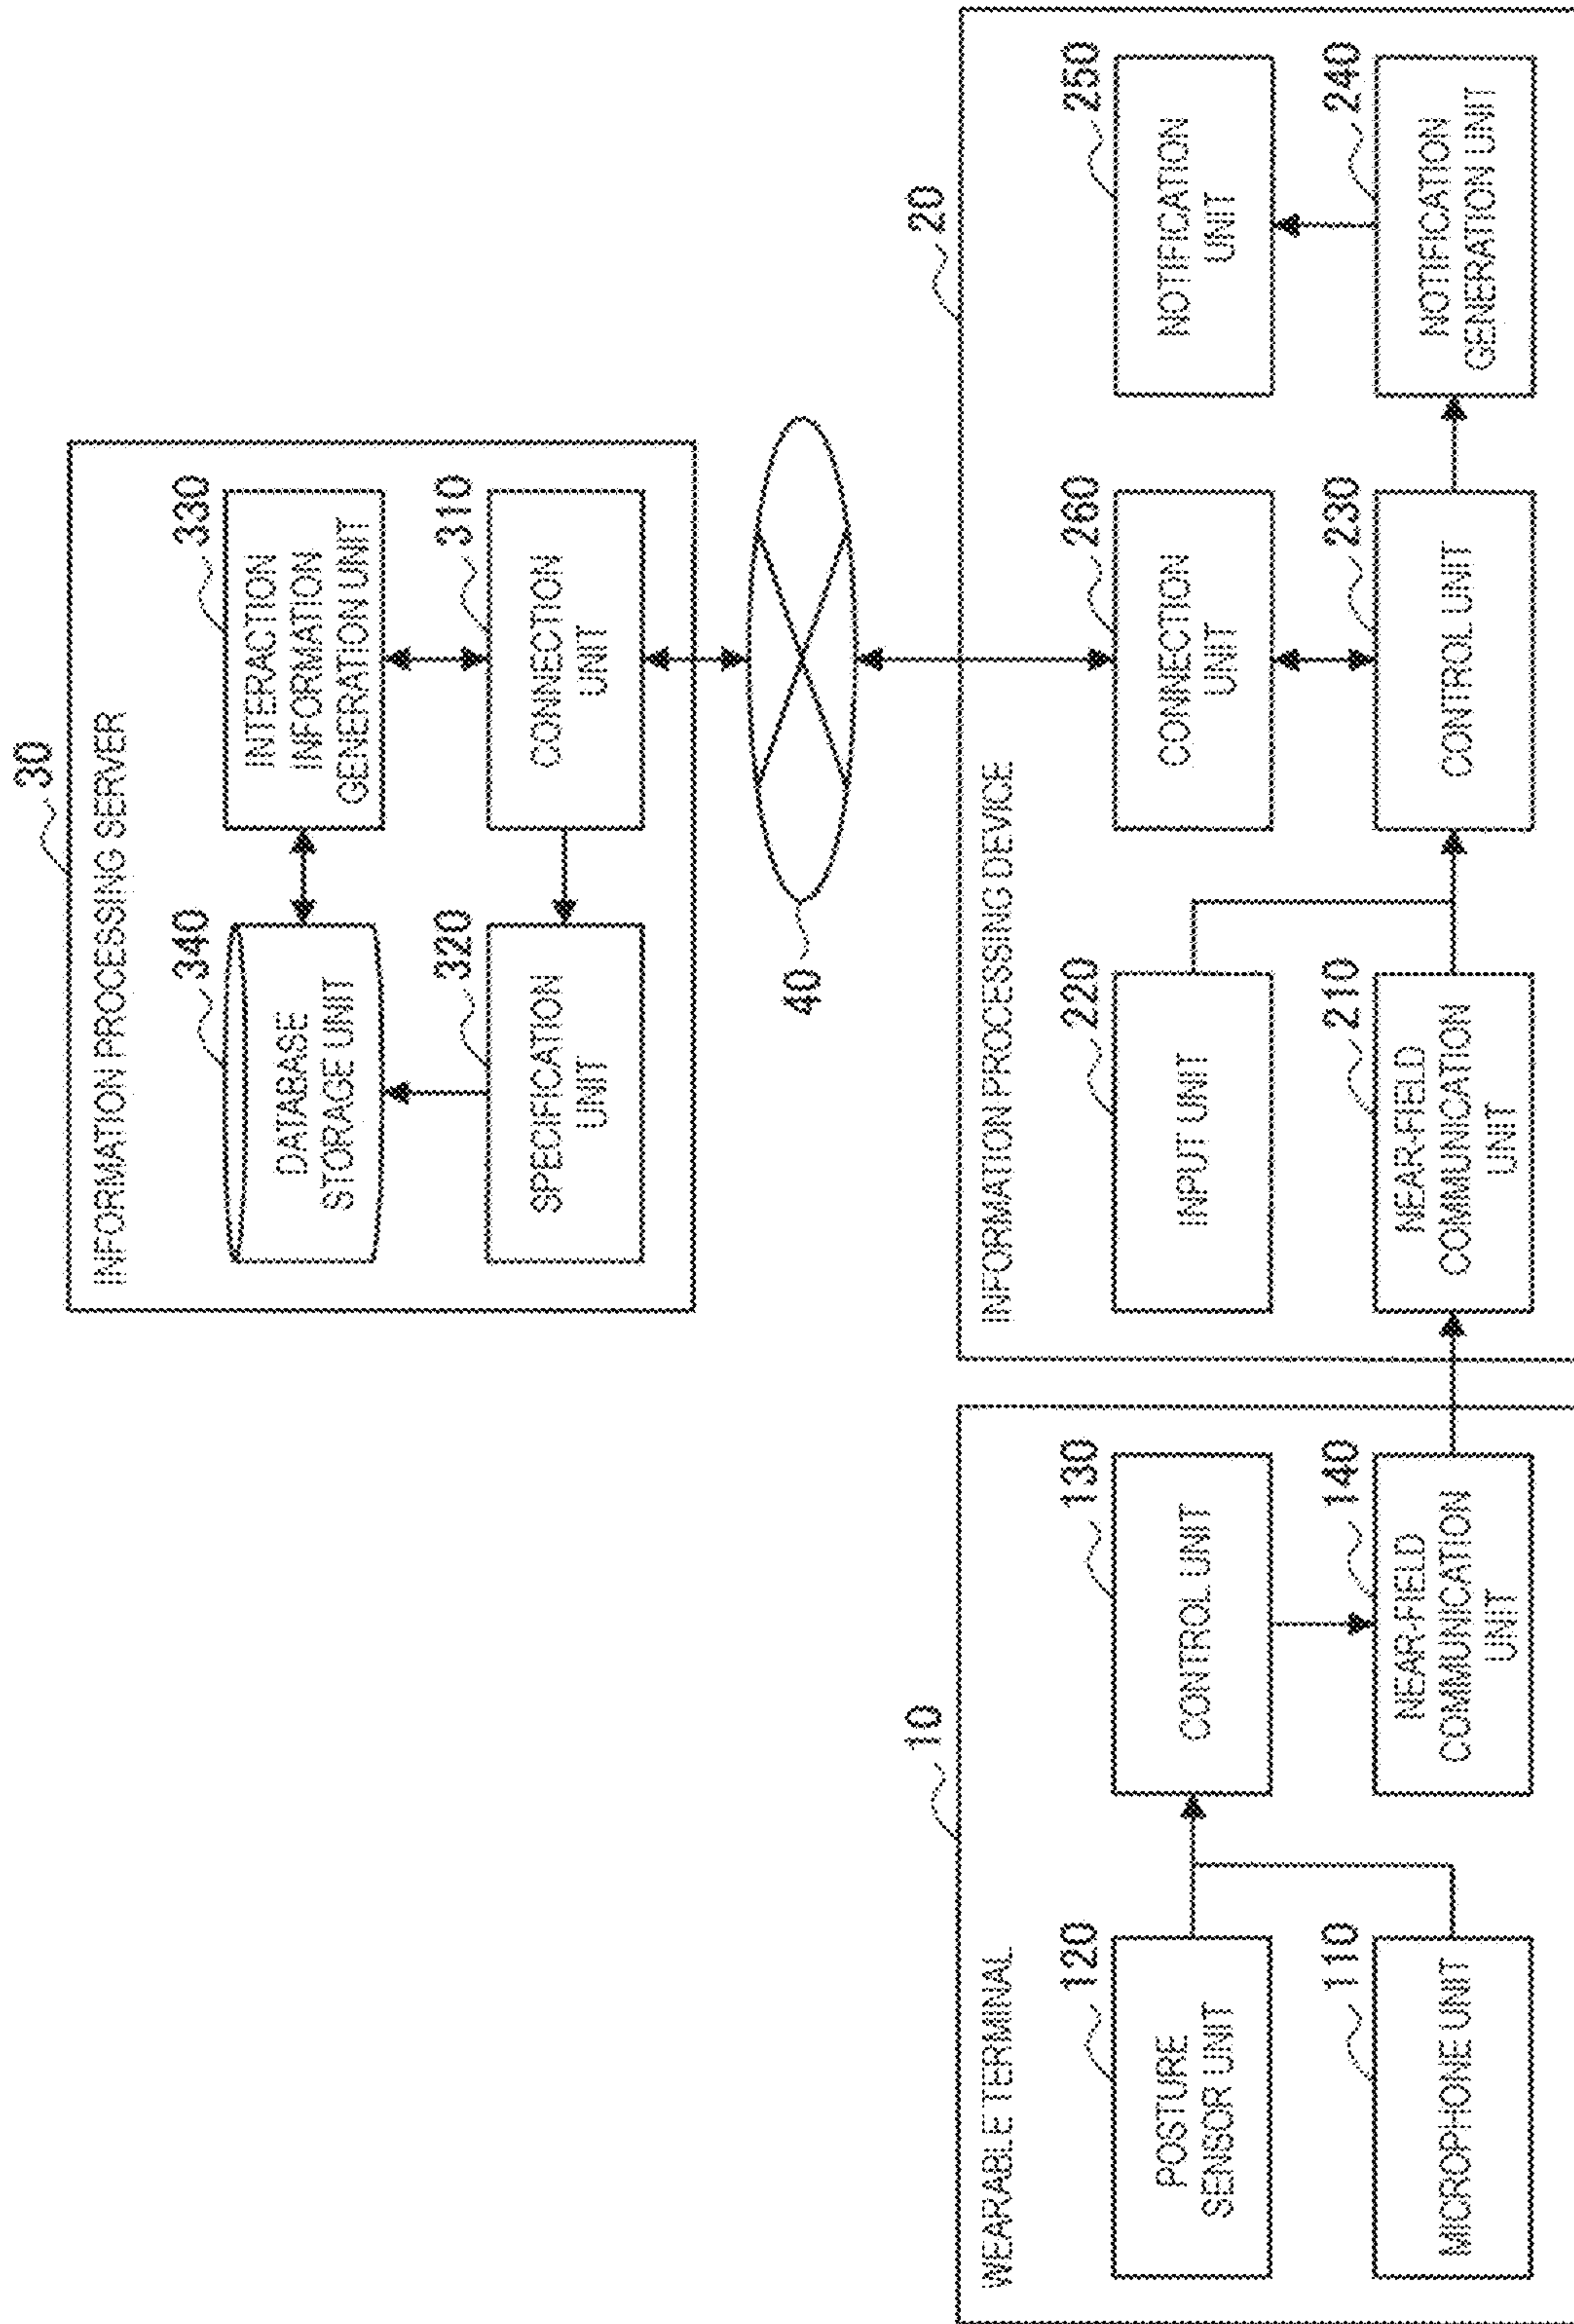 30
INFORMATION PROCESSING SERVER
340
DATABASE
STORAGE UNIT
330
INTERACTION
INFORMATION
GENERATION UNIT
320
SPECIFICATION
UNIT
310
CONNECTION
UNIT
40
10
WEARABLE TERMINAL
120
POSTURE
SENSOR UNIT
130
CONTROL UNIT
110
MICROPHONE UNIT
140
NEAR-FIELD
COMMUNICATION
UNIT
20
INFORMATION PROCESSING DEVICE
220
INPUT UNIT
260
CONNECTION
UNIT
250
NOTIFICATION
UNIT
210
NEAR-FIELD
COMMUNICATION
UNIT
230
CONTROL UNIT
240
NOTIFICATION
GENERATION UNIT